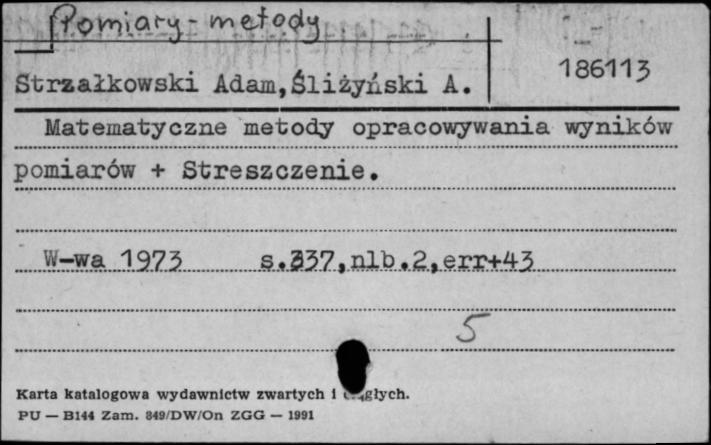 Pomiary - metody
Strzałkowski Adam, Śliżyński A.
186113
Matematyczne metody opracowywania wyników
pomiarów + Streszczenie.
W-wa 1973 s.337,nlb.2,err+43
5
Karta katalogowa wydawnictw zwartych i
PU — B144 Zam. 849/DW/On ZGG — 1991